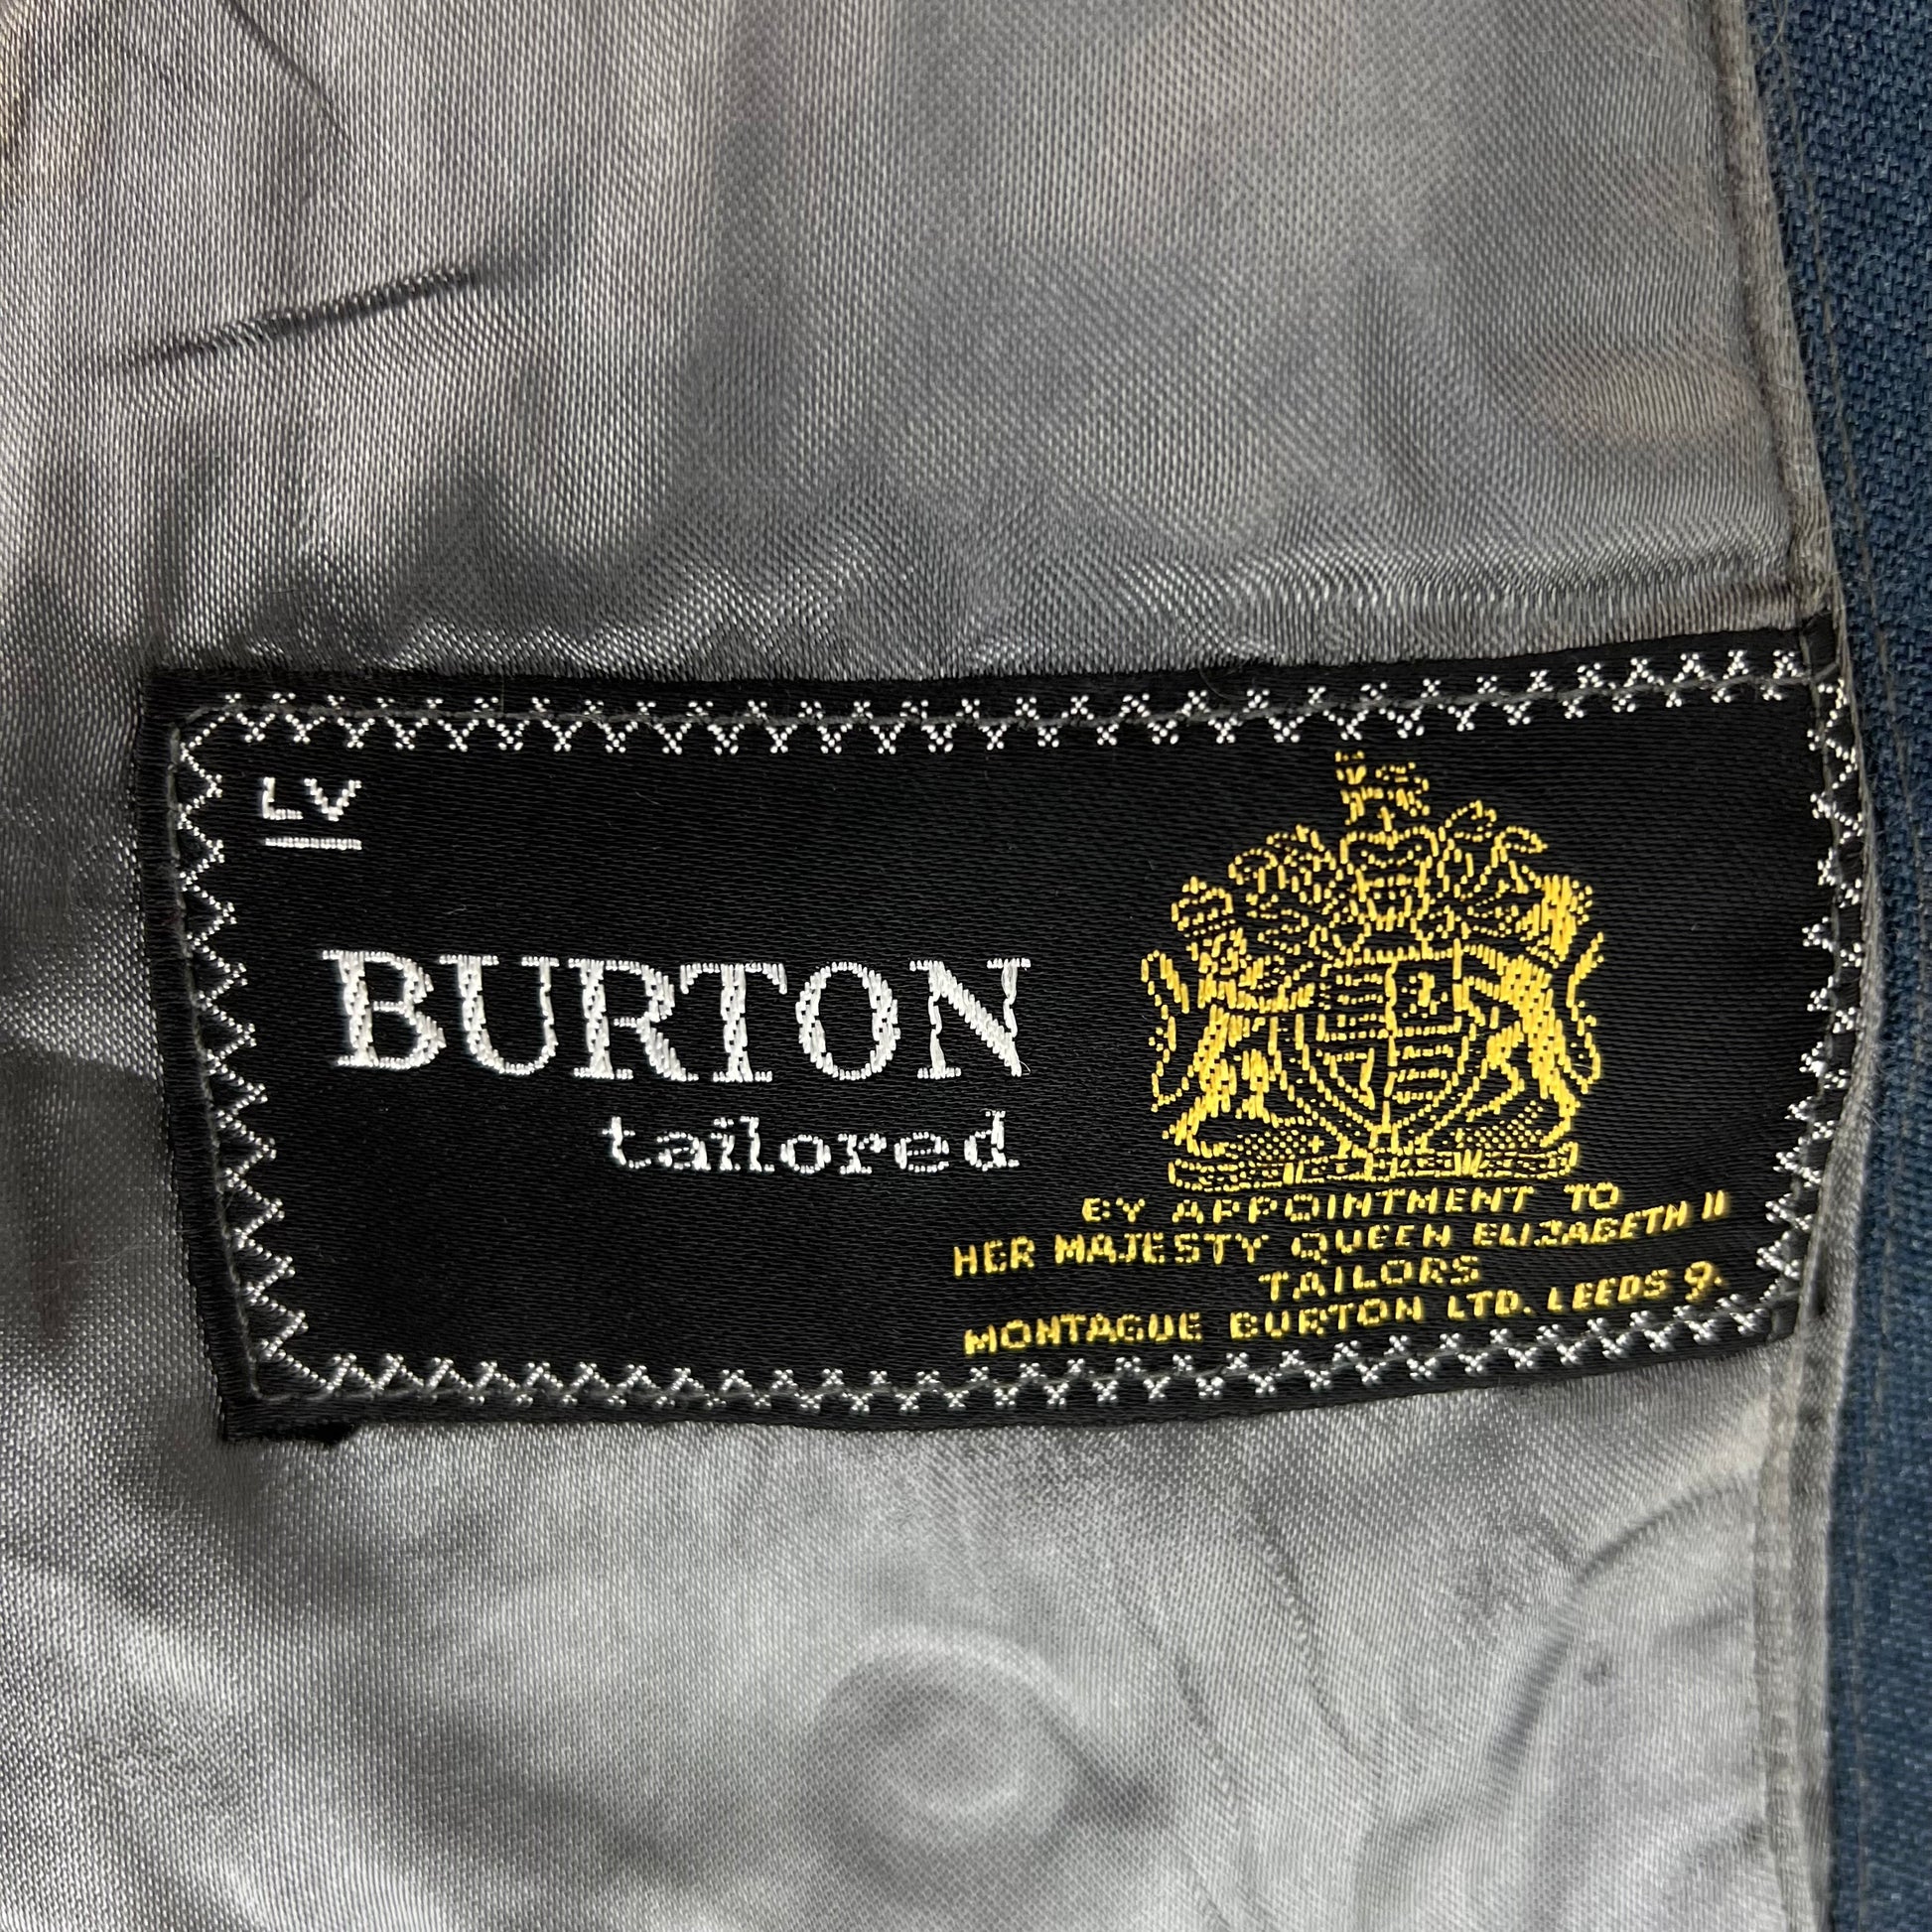 LV
BURTON
tailored
BY APPOINTMENT TO
HER MAJESTY QUEEN ELIZABETH II
TAILORS
MONTAGUE BURTON LTD. LEEDS 9.